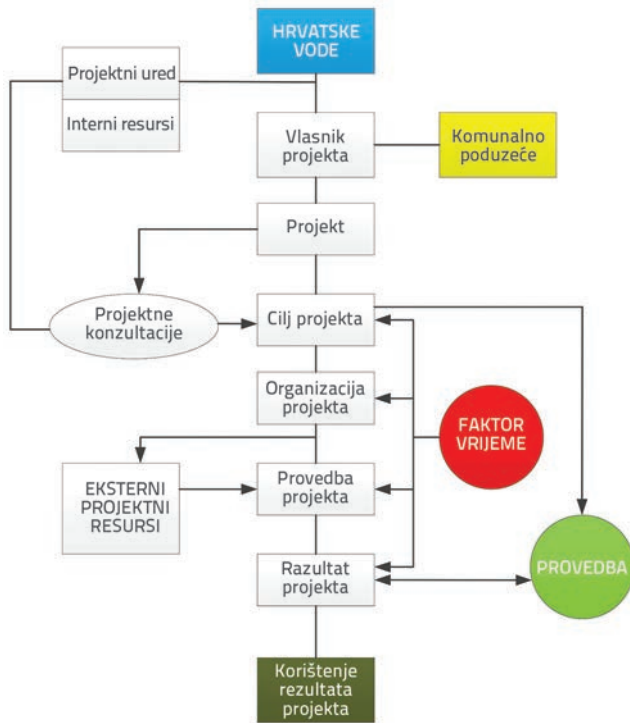 HRVATSKE
VODE
Projektni ured
Interni resursi
Vlasnik
projekta
Komunalno
poduzeće
Projekt
Projektne
konzultacije
Cilj projekta
Organizacija
projekta
FAKTOR
VRIJEME
EKSTERNI
PROJEKTNI
RESURSI
Provedba
projekta
PROVEDBA
Razultat
projekta
Korištenje
rezultata
projekta